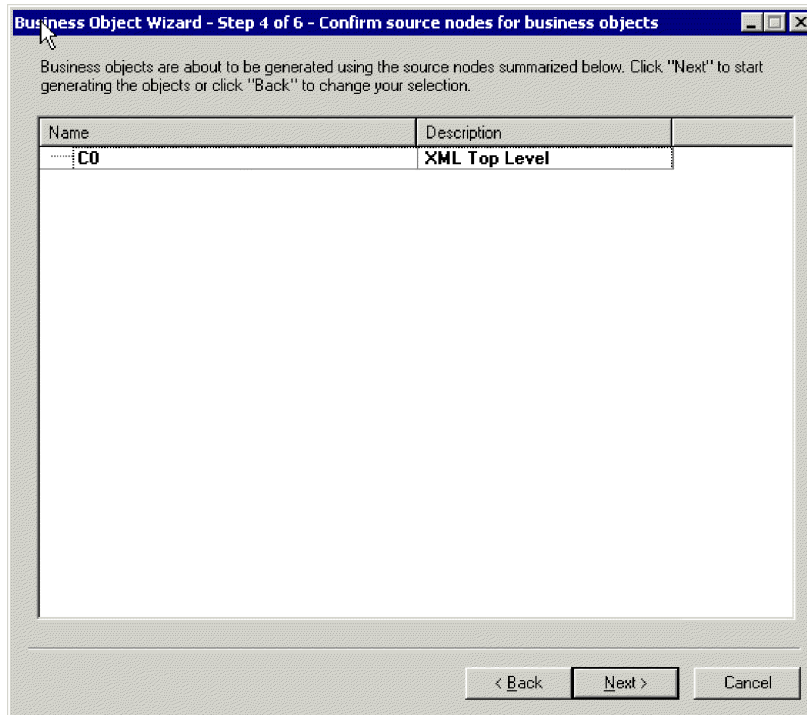 Business Object Wizard - Step 4 of 6 - Confirm source nodes for business objects
Business objects are about to be generated using the source nodes summarized below. Click "Next" to start
generating the objects or click "Back" to change your selection.
Name Description
C0 XML Top Level
< Back Next > Cancel